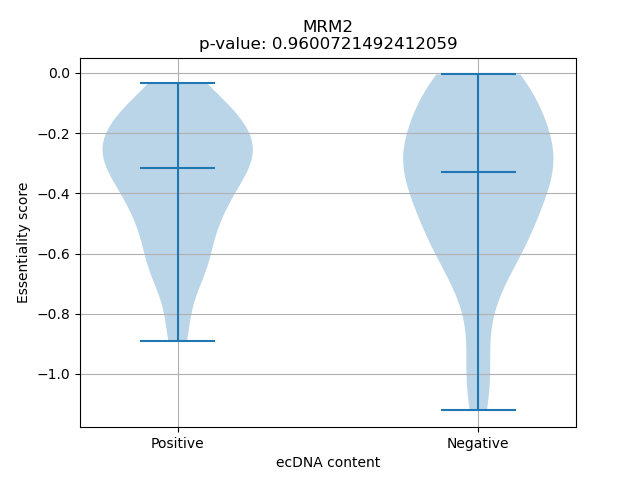 MRM2
p-value: 0.9600721492412059
0.0
−0.2
−0.4
−0.6
−0.8
−1.0
Essentiality score
Positive
Negative
ecDNA content